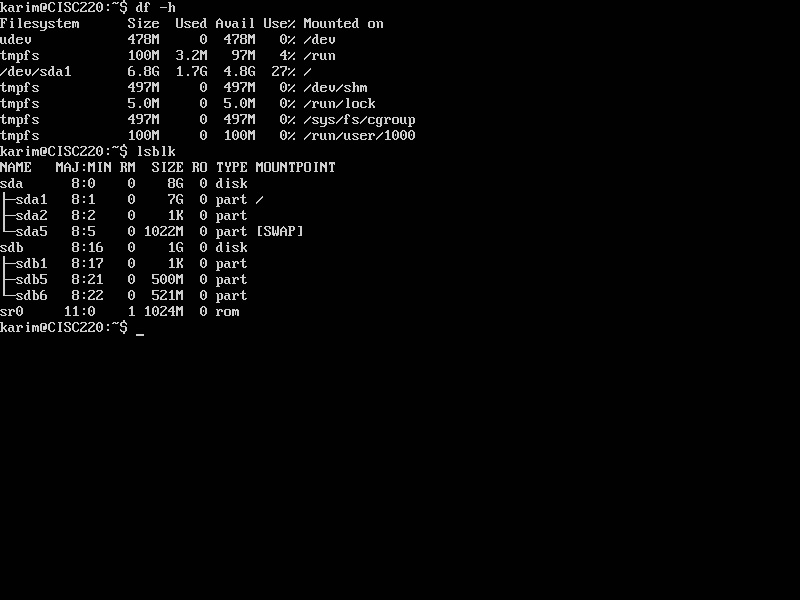 karim@CISC220:~$ df -h
Filesystem      Size  Used Avail Use% Mounted on
udev            478M     0  478M   0% /dev
tmpfs           100M  3.2M   97M   4% /run
/dev/sda1       6.8G  1.7G  4.8G  27% /
tmpfs           497M     0  497M   0% /dev/shm
tmpfs           5.0M     0  5.0M   0% /run/lock
tmpfs           497M     0  497M   0% /sys/fs/cgroup
tmpfs           100M     0  100M   0% /run/user/1000
karim@CISC220:~$ lsblk
NAME   MAJ:MIN RM  SIZE RO TYPE MOUNTPOINT
sda      8:0    0    8G  0 disk
├─sda1   8:1    0    7G  0 part /
├─sda2   8:2    0    1K  0 part
└─sda5   8:5    0 1022M  0 part [SWAP]
sdb      8:16   0    1G  0 disk
├─sdb1   8:17   0    1K  0 part
├─sdb5   8:21   0  500M  0 part
└─sdb6   8:22   0  521M  0 part
sr0     11:0    1 1024M  0 rom
karim@CISC220:~$ _